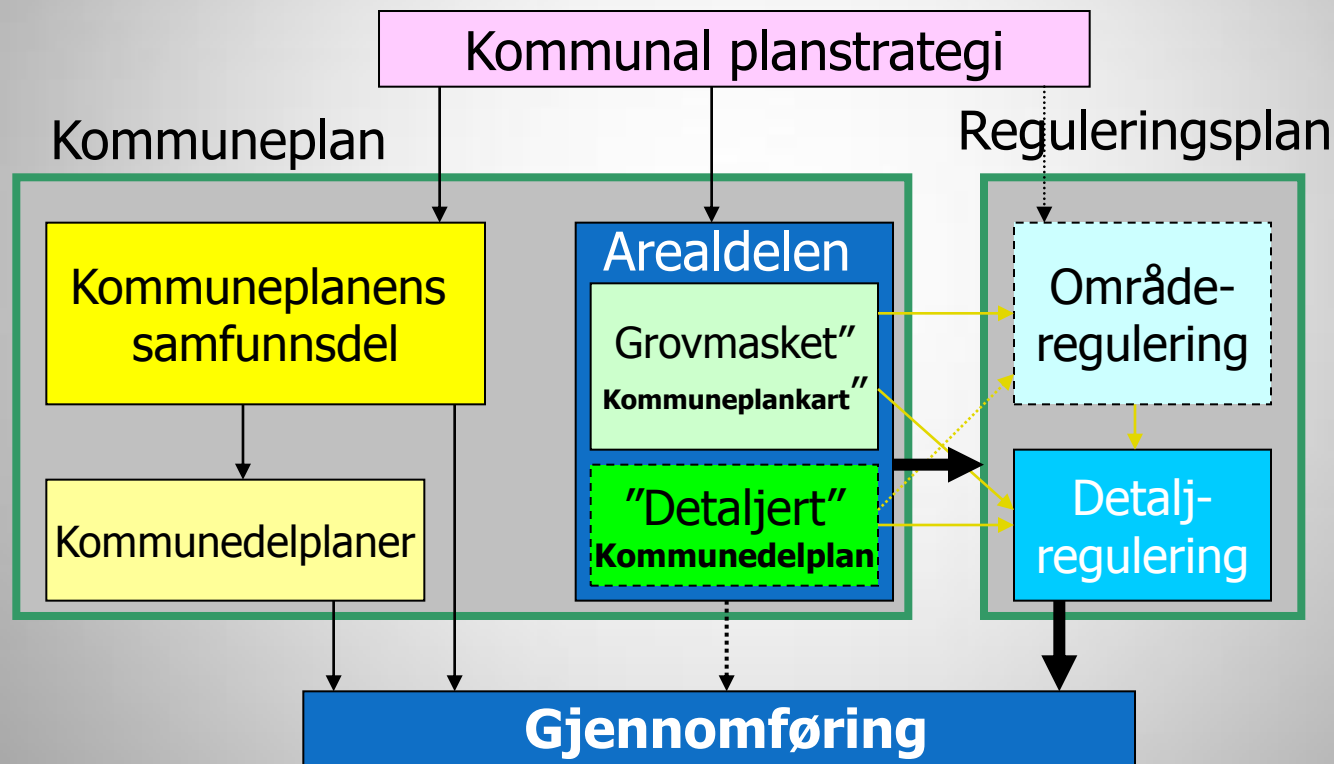 Kommunal planstrategi
Kommuneplan
Reguleringsplan
Kommuneplanens
samfunnsdel
Kommunedelplaner
Arealdelen
Grovmasket”
Kommuneplankart”
”Detaljert”
Kommunedelplan
Område-
regulering
Detalj-
regulering
Gjennomføring